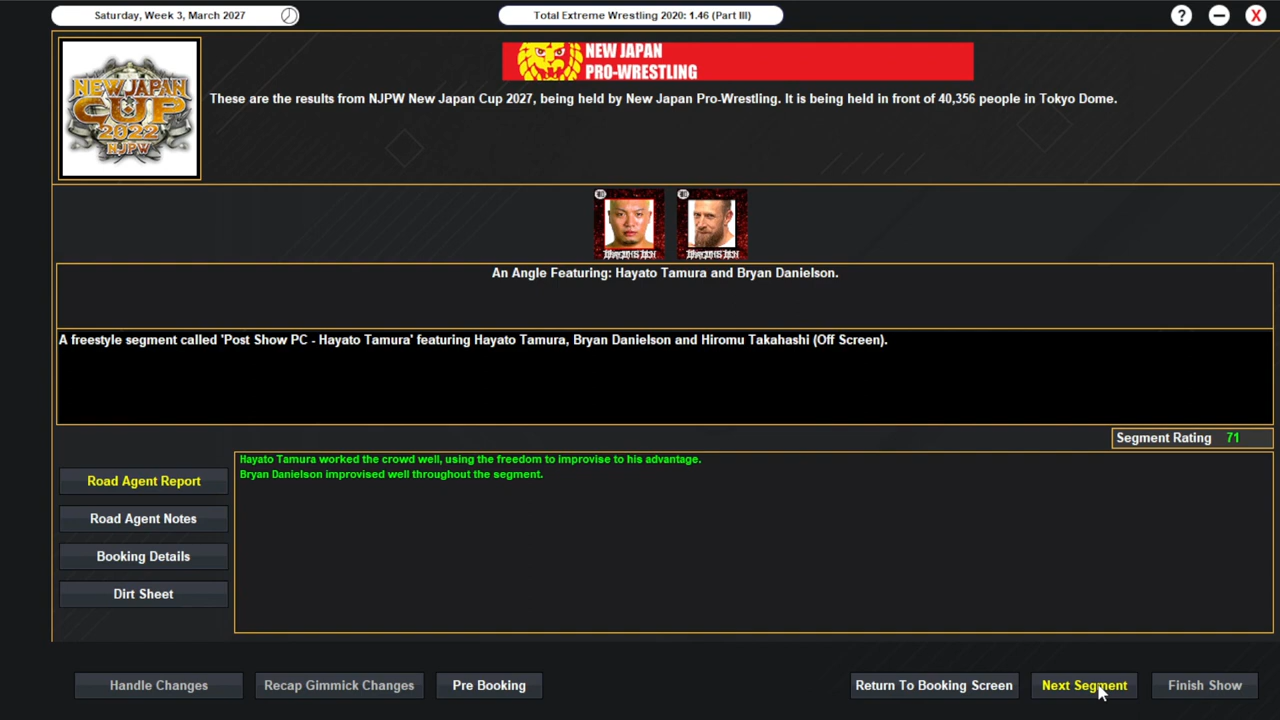 Saturday, Week 3, March 2027
Total Extreme Wrestling 2020: 1.46 (Part III)
?
X
NEW JAPAN
CUP
2022
NJPW
NEW JAPAN
PRO-WRESTLING
These are the results from NJPW New Japan Cup 2027, being held by New Japan Pro-Wrestling. It is being held in front of 40,356 people in Tokyo Dome.
An Angle Featuring: Hayato Tamura and Bryan Danielson.
A freestyle segment called 'Post Show PC - Hayato Tamura' featuring Hayato Tamura, Bryan Danielson and Hiromu Takahashi (Off Screen).
Segment Rating 71
Hayato Tamura worked the crowd well, using the freedom to improvise to his advantage.
Bryan Danielson improvised well throughout the segment.
Road Agent Report
Road Agent Notes
Booking Details
Dirt Sheet
Handle Changes
Recap Gimmick Changes
Pre Booking
Return To Booking Screen
Next Segment
Finish Show